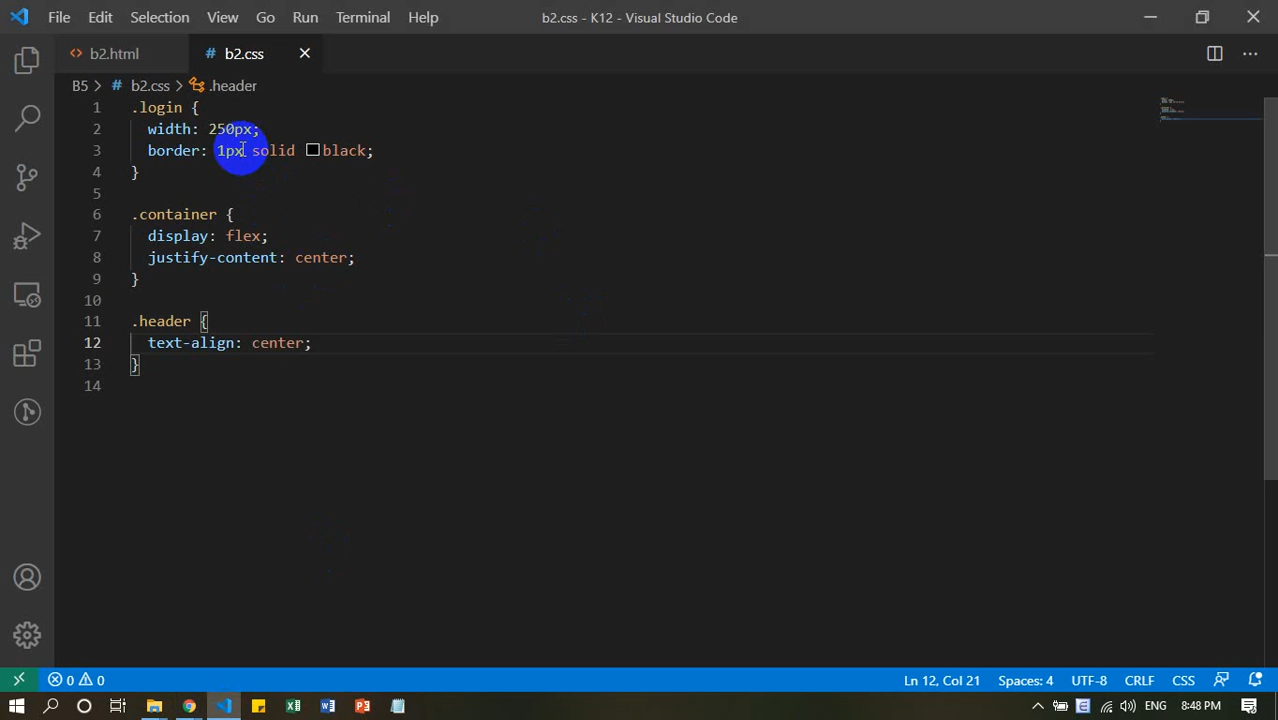 File Edit Selection View Go Run Terminal Help b2.css - K12 - Visual Studio Code
b2.html b2.css
B5 > b2.css > .header
1 .login {
2 width: 250px;
3 border: 1px solid black;
4 }
5
6 .container {
7 display: flex;
8 justify-content: center;
9 }
10
11 .header {
12 text-align: center;
13 }
14
0 0 Ln 12, Col 21 Spaces: 4 UTF-8 CRLF CSS
ENG 8:48 PM